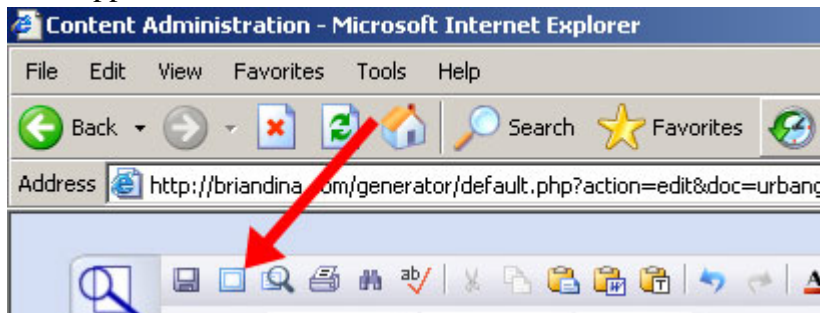 Content Administration - Microsoft Internet Explorer
File Edit View Favorites Tools Help
Back Search Favorites
Address http://briandina.com/generator/default.php?action=edit&doc=urbang